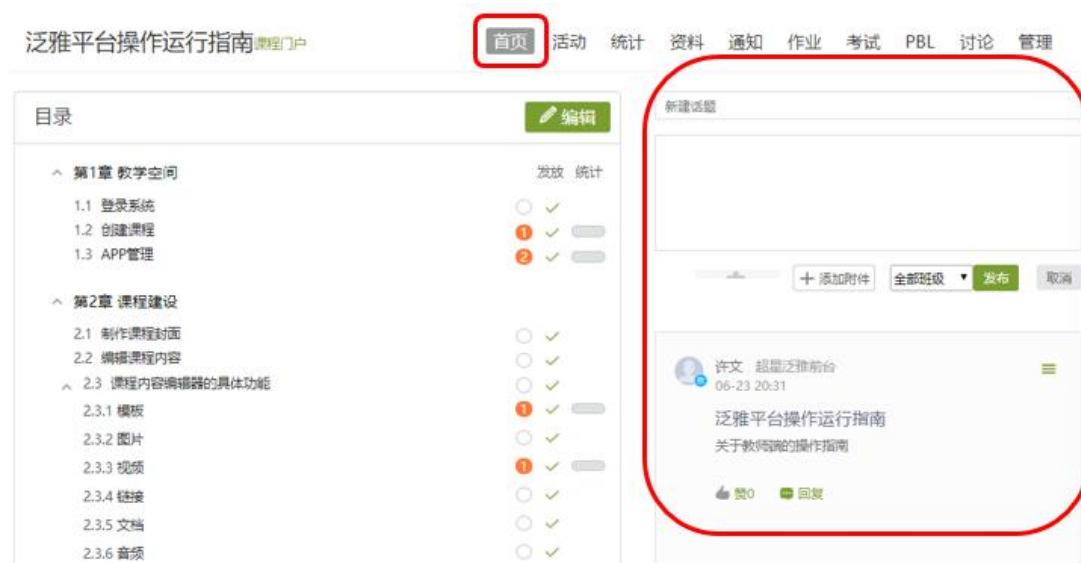 泛雅平台操作运行指南课程门户
首页 活动 统计 资料 通知 作业 考试 PBL 讨论 管理
目录
编辑
第1章 教学空间
发放 统计
1.1 登录系统
1.2 创建课程
1
1.3 APP管理
2
第2章 课程建设
2.1 制作课程封面
2.2 编辑课程内容
2.3 课程内容编辑器的具体功能
2.3.1 模板
1
2.3.2 图片
2.3.3 视频
1
2.3.4 链接
2.3.5 文档
2.3.6 音频
新建话题
添加附件 全部班级 发布 取消
许文 超星泛雅前台
06-23 20:31
泛雅平台操作运行指南
关于教师端的操作指南
赞0 回复